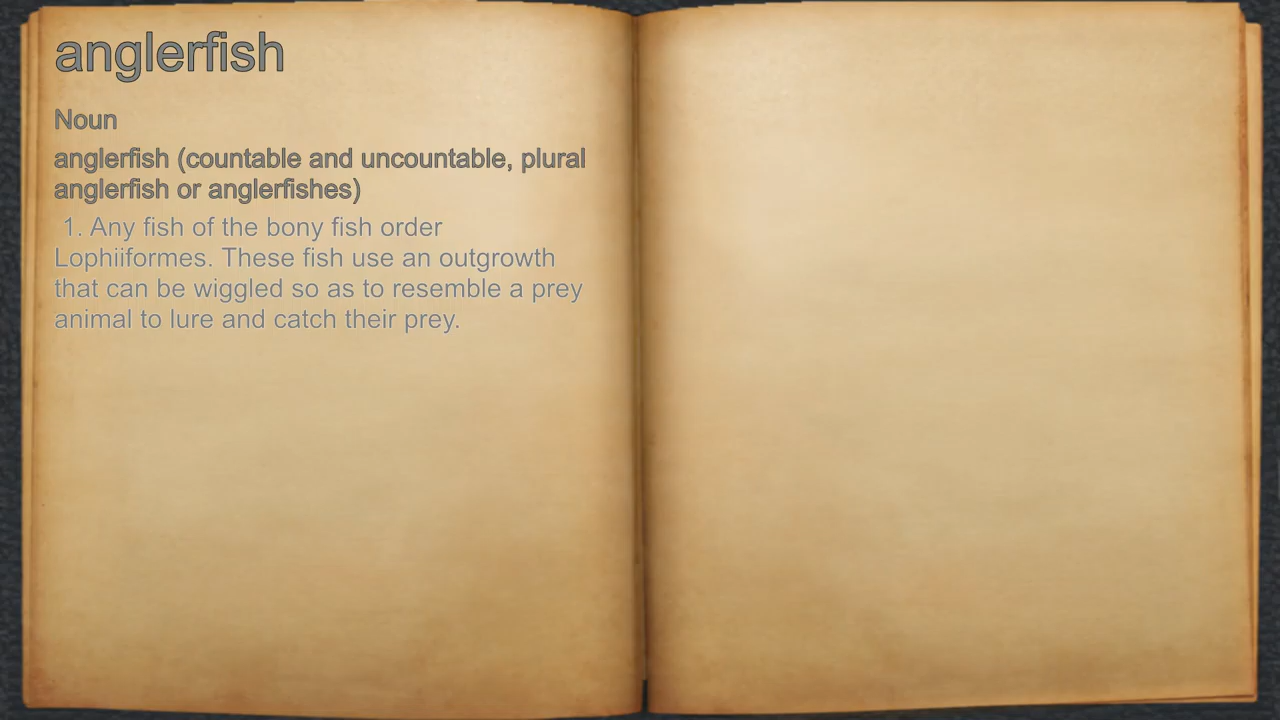 anglerfish
Noun
anglerfish (countable and uncountable, plural
anglerfish or anglerfishes)
1. Any fish of the bony fish order
Lophiiformes. These fish use an outgrowth
that can be wiggled so as to resemble a prey
animal to lure and catch their prey.